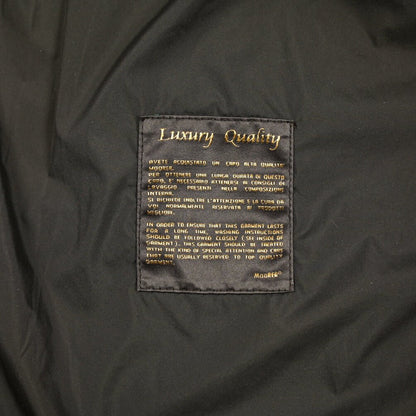 Luxury Quality
AVETE ACQUISTATO UN CAPO ALTA QUALITA'
MOORER.
PER OTTENERE UNA LUNGA DURATA DI QUESTO
CAPO, E' NECESSARIO ATTENERSI AI CONSIGLI DI
LAVAGGIO PRESENTI NELLA COMPOSIZIONE
INTERNA.
SI RICHIEDE INOLTRE L'ATTENZIONE E LA CURA DA
VOI NORMALMENTE RISERVATA AI PRODOTTI
MIGLIORI.
IN ORDER TO ENSURE THAT THIS GARMENT LASTS
FOR A LONG TIME, WASHING INSTRUCTIONS
SHOULD BE FOLLOWED CLOSELY (SEE INSIDE OF
GARMENT). THIS GARMENT SHOULD BE TREATED
WITH THE KIND OF SPECIAL ATTENTION AND CARE
THAT ARE USUALLY RESERVED TO TOP QUALITY
GARMENT.
MooRER®